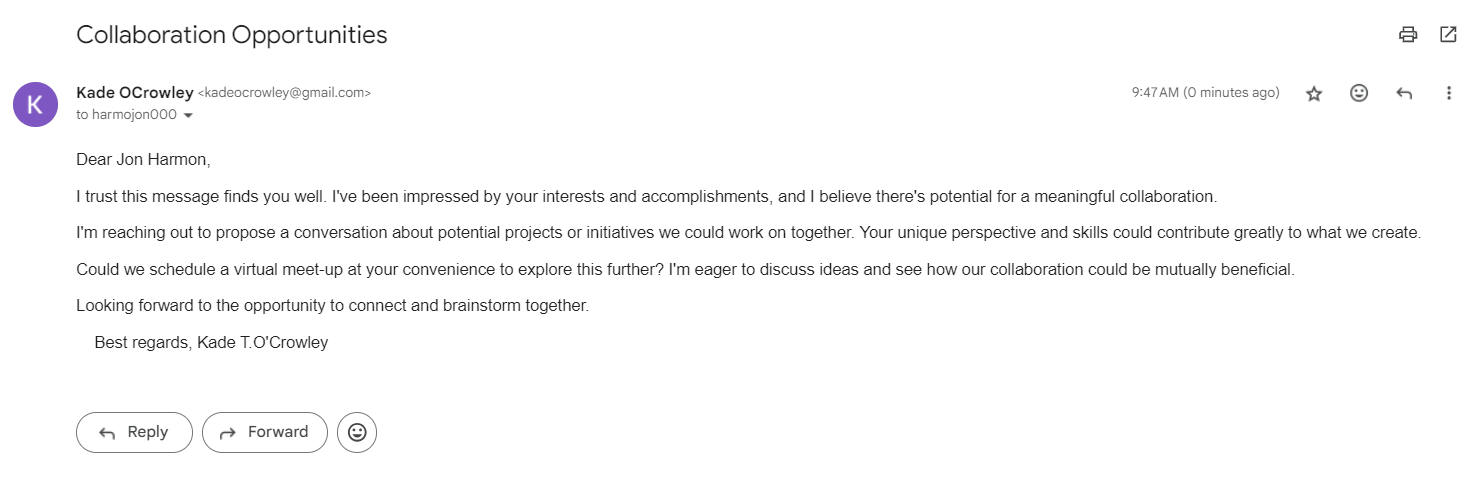 Collaboration Opportunities
K
Kade OCrowley <kadeocrowley@gmail.com>
9:47 AM (0 minutes ago)
to harmojon000
Dear Jon Harmon,
I trust this message finds you well. I've been impressed by your interests and accomplishments, and I believe there's potential for a meaningful collaboration.
I'm reaching out to propose a conversation about potential projects or initiatives we could work on together. Your unique perspective and skills could contribute greatly to what we create.
Could we schedule a virtual meet-up at your convenience to explore this further? I'm eager to discuss ideas and see how our collaboration could be mutually beneficial.
Looking forward to the opportunity to connect and brainstorm together.
Best regards, Kade T.O'Crowley
Reply
Forward